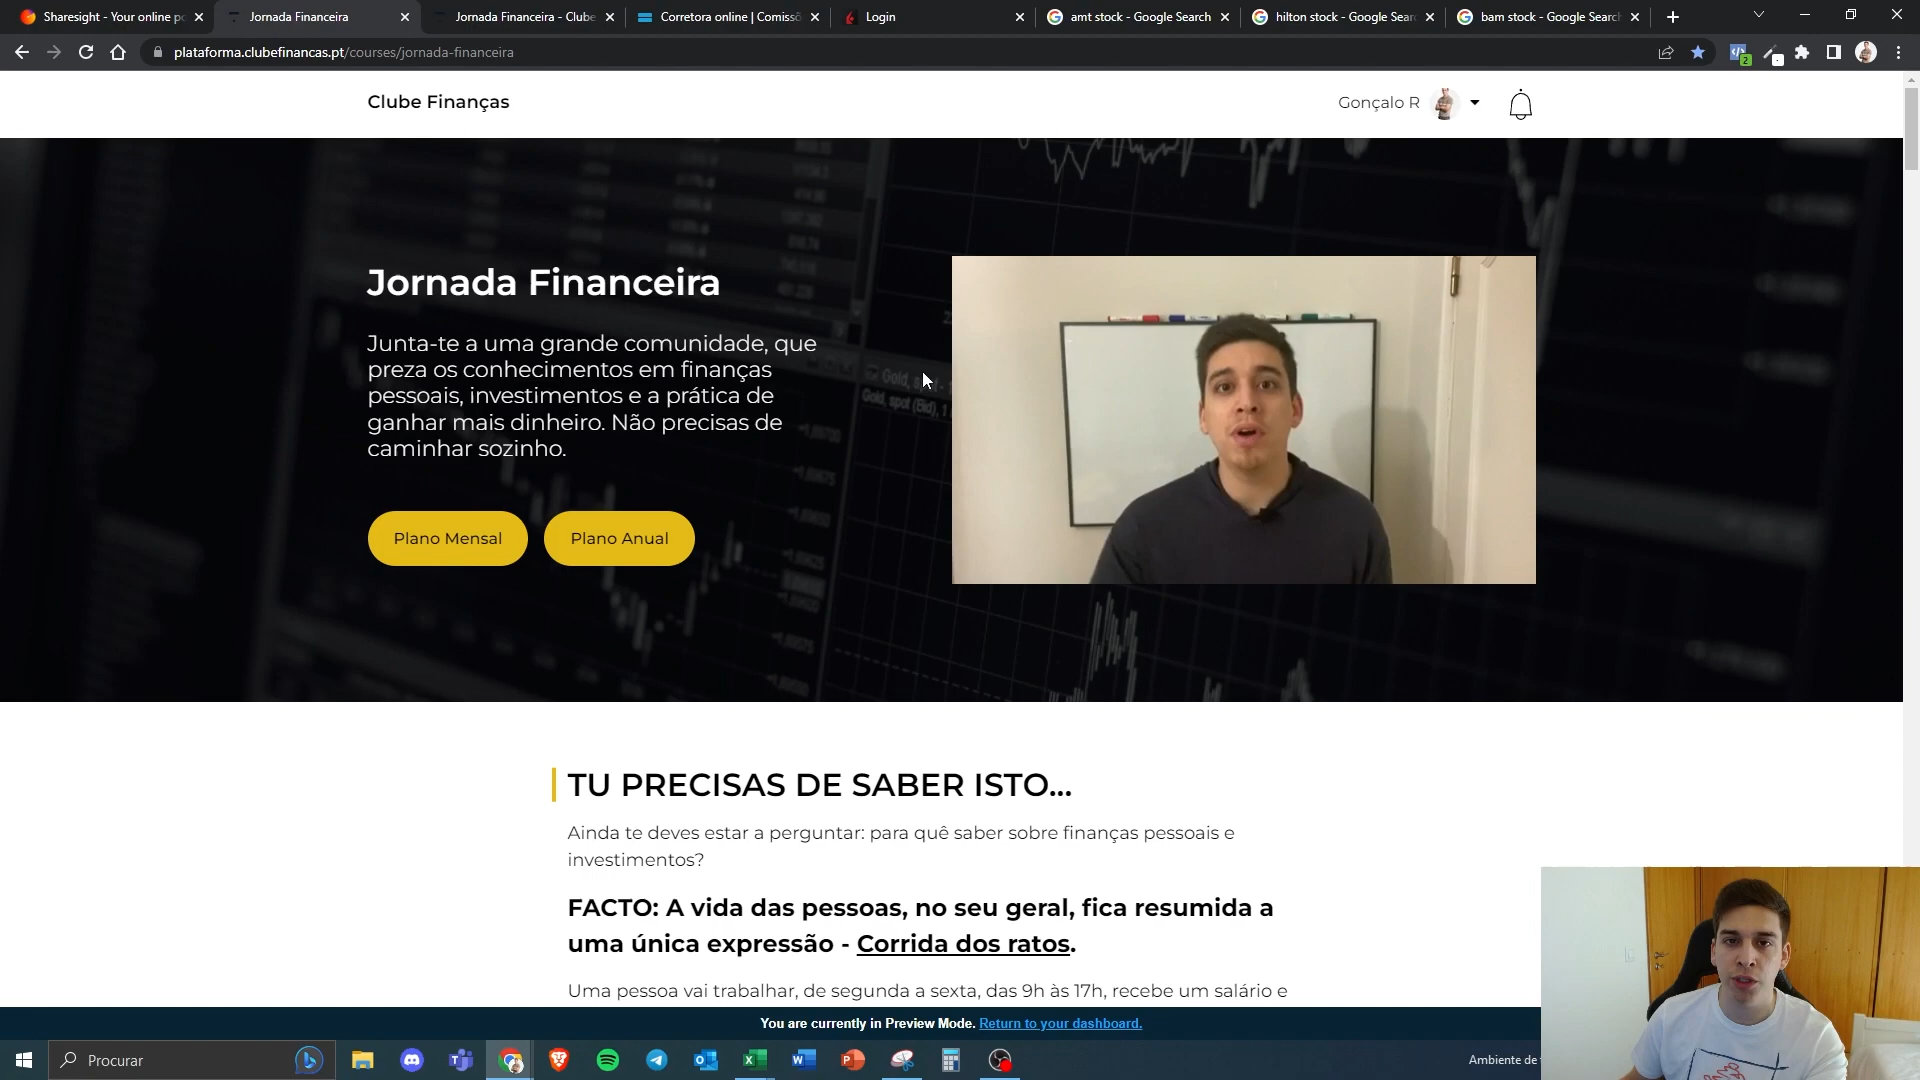 Sharesight - Your online po
Jornada Financeira
Jornada Financeira - Clube
Corretora online | Comissõ
Login
amt stock - Google Search
hilton stock - Google Sear
bam stock - Google Search
plataforma.clubefinancas.pt/courses/jornada-financeira
2
Clube Finanças
Gonçalo R
Jornada Financeira
Junta-te a uma grande comunidade, que
preza os conhecimentos em finanças
pessoais, investimentos e a prática de
ganhar mais dinheiro. Não precisas de
caminhar sozinho.
Plano Mensal
Plano Anual
TU PRECISAS DE SABER ISTO...
Ainda te deves estar a perguntar: para quê saber sobre finanças pessoais e
investimentos?
FACTO: A vida das pessoas, no seu geral, fica resumida a
uma única expressão - Corrida dos ratos.
Uma pessoa vai trabalhar, de segunda a sexta, das 9h às 17h, recebe um salário e
You are currently in Preview Mode. Return to your dashboard.
Procurar
Ambiente de